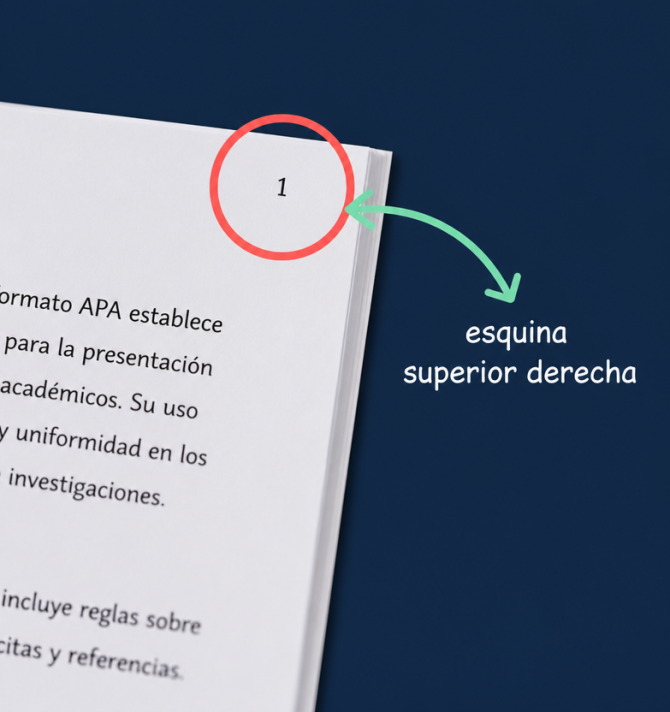 1
formato APA establece
para la presentación
académicos. Su uso
y uniformidad en los
investigaciones.
incluye reglas sobre
citas y referencias.
esquina
superior derecha